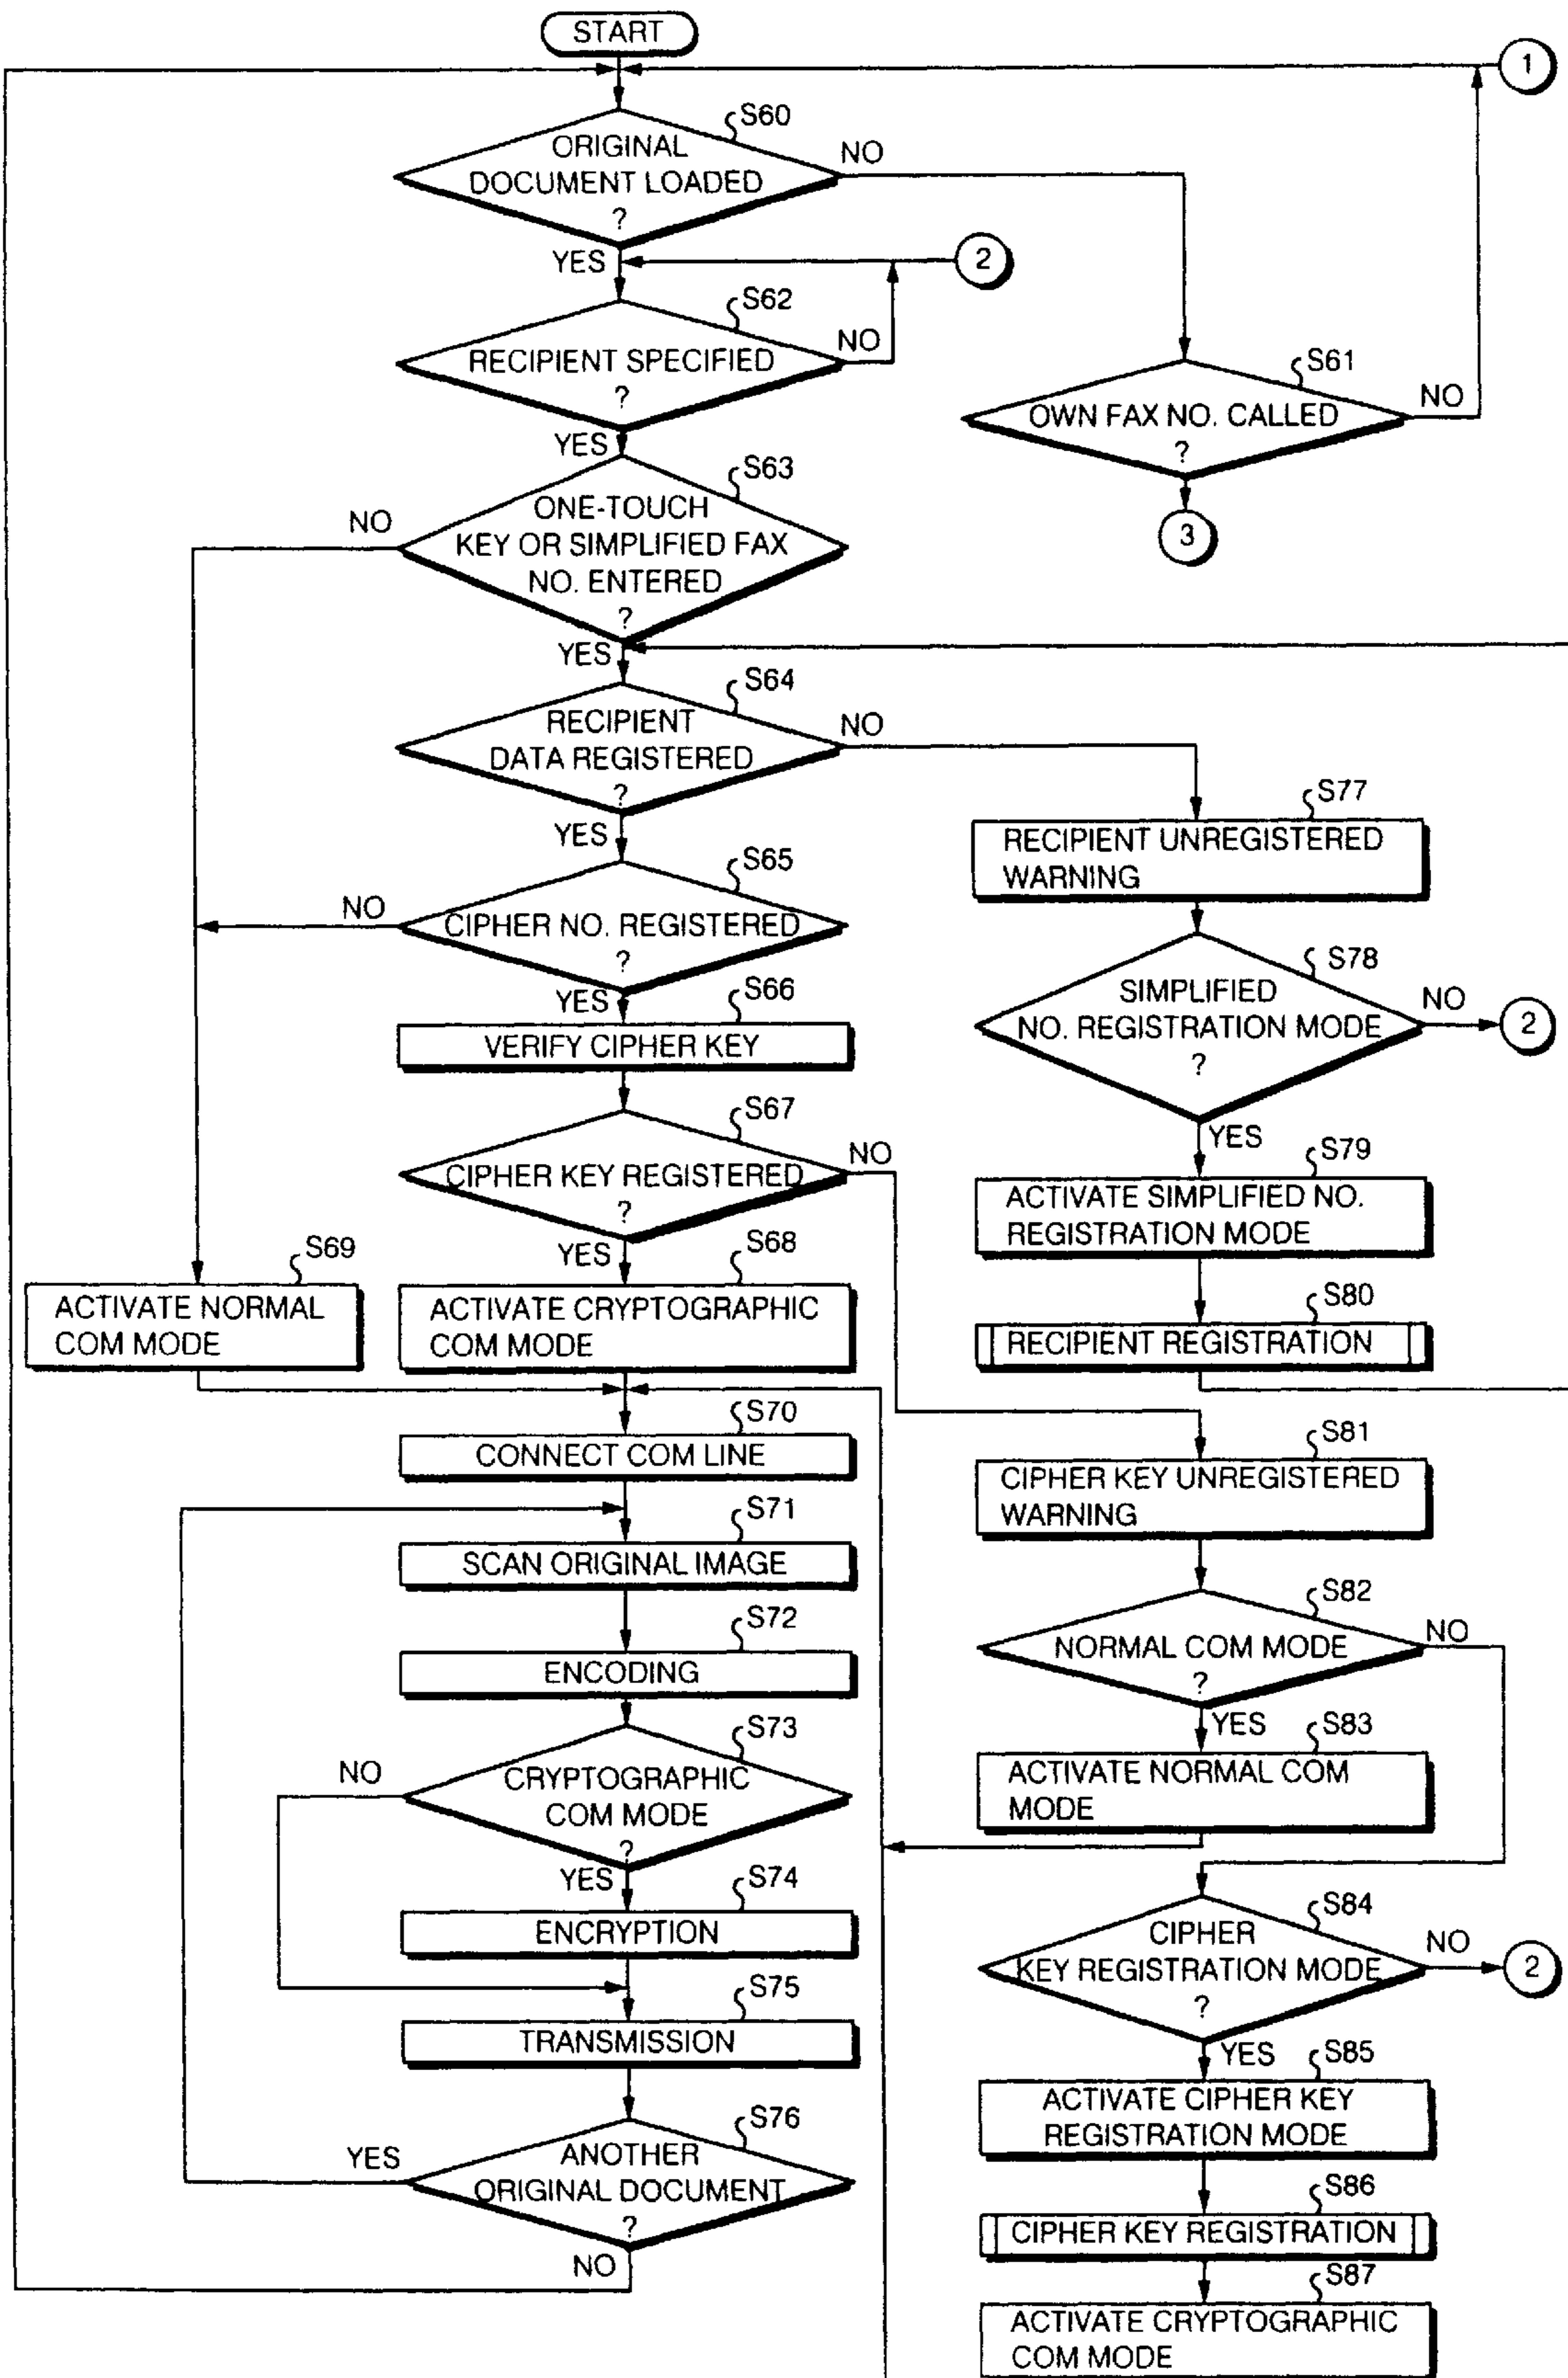 START
1
S60
ORIGINAL
DOCUMENT LOADED
?
NO
YES
2
S62
RECIPIENT SPECIFIED
?
NO
YES
S61
OWN FAX NO. CALLED
?
NO
3
S63
ONE-TOUCH
KEY OR SIMPLIFIED FAX
NO. ENTERED
?
NO
YES
S64
RECIPIENT
DATA REGISTERED
?
NO
YES
S65
CIPHER NO. REGISTERED
?
NO
YES
S66
VERIFY CIPHER KEY
S67
CIPHER KEY REGISTERED
?
NO
YES
S68
ACTIVATE CRYPTOGRAPHIC
COM MODE
S69
ACTIVATE NORMAL
COM MODE
S70
CONNECT COM LINE
S71
SCAN ORIGINAL IMAGE
S72
ENCODING
S73
CRYPTOGRAPHIC
COM MODE
?
NO
YES
S74
ENCRYPTION
S75
TRANSMISSION
S76
ANOTHER
ORIGINAL DOCUMENT
?
YES
NO
S77
RECIPIENT UNREGISTERED
WARNING
S78
SIMPLIFIED
NO. REGISTRATION MODE
?
NO
2
YES
S79
ACTIVATE SIMPLIFIED NO.
REGISTRATION MODE
S80
RECIPIENT REGISTRATION
S81
CIPHER KEY UNREGISTERED
WARNING
S82
NORMAL COM MODE
?
NO
YES
S83
ACTIVATE NORMAL COM
MODE
S84
CIPHER
KEY REGISTRATION MODE
?
NO
2
YES
S85
ACTIVATE CIPHER KEY
REGISTRATION MODE
S86
CIPHER KEY REGISTRATION
S87
ACTIVATE CRYPTOGRAPHIC
COM MODE